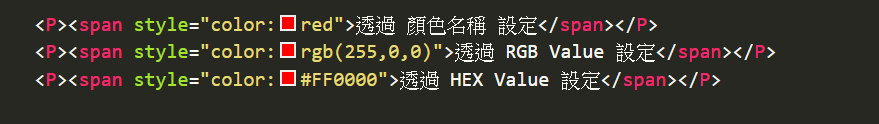 <P><span style="color:red">透過 顏色名稱 設定</span></P>
<P><span style="color:rgb(255,0,0)">透過 RGB Value 設定</span></P>
<P><span style="color:#FF0000">透過 HEX Value 設定</span></P>